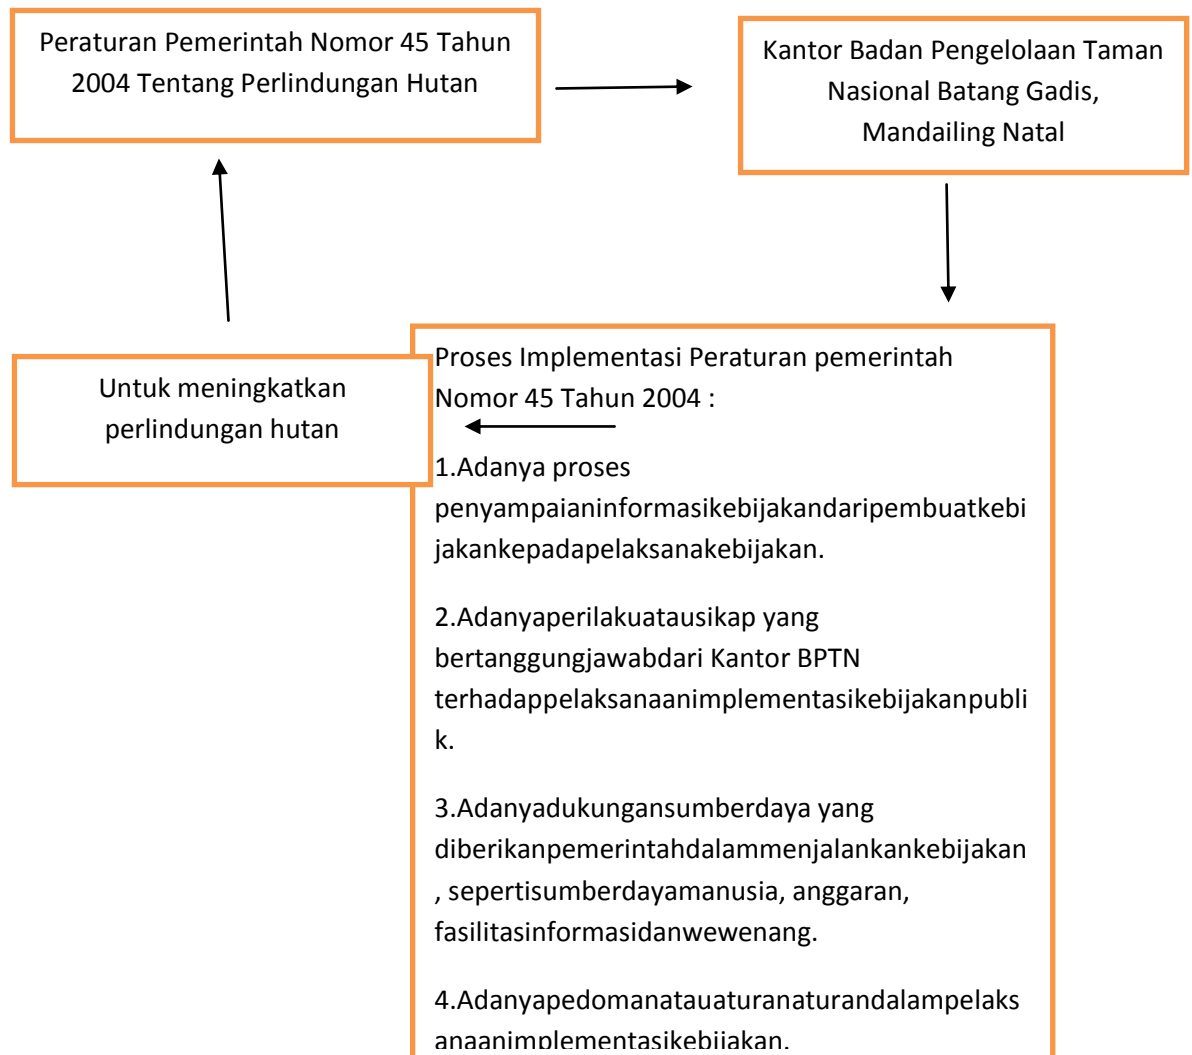 Peraturan Pemerintah Nomor 45 Tahun
2004 Tentang Perlindungan Hutan
Kantor Badan Pengelolaan Taman
Nasional Batang Gadis,
Mandailing Natal
Proses Implementasi Peraturan pemerintah
Nomor 45 Tahun 2004 :
1.Adanya proses
penyampaianinformasikebijakandaripembuatkebi
jakankepadapelaksanakebijakan.
2.Adanyaperilakuatausikap yang
bertanggungjawabdari Kantor BPTN
terhadappelaksanaanimplementasikebijakanpubli
k.
3.Adanyadukungansumberdaya yang
diberikanpemerintahdalammenjalankankebijakan
, sepertisumberdayamanusia, anggaran,
fasilitasinformasidanwewenang.
4.Adanyapedomanatauaturanaturandalampelaks
anaanimplementasikebijakan.
Untuk meningkatkan
perlindungan hutan